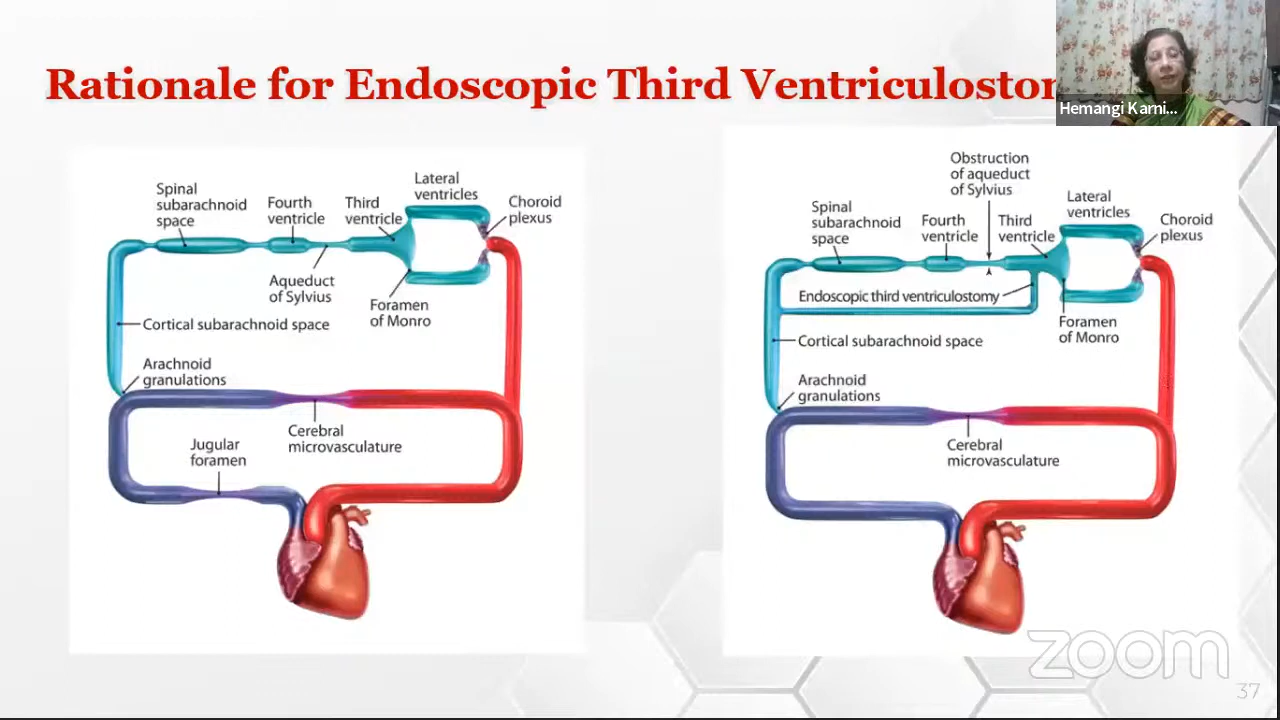 Rationale for Endoscopic Third Ventriculostom
Hemangi Karni...
Lateral
ventricles
Spinal
subarachnoid
space
Fourth
ventricle
Third
ventricle
Choroid
plexus
Aqueduct
of Sylvius
Foramen
of Monro
Cortical subarachnoid space
Arachnoid
granulations
Cerebral
microvasculature
Jugular
foramen
Obstruction
of aqueduct
of Sylvius
Lateral
ventricles
Spinal
subarachnoid
space
Fourth
ventricle
Third
ventricle
Choroid
plexus
Endoscopic third ventriculostomy
Foramen
of Monro
Cortical subarachnoid space
Arachnoid
granulations
Cerebral
microvasculature
zoom
37